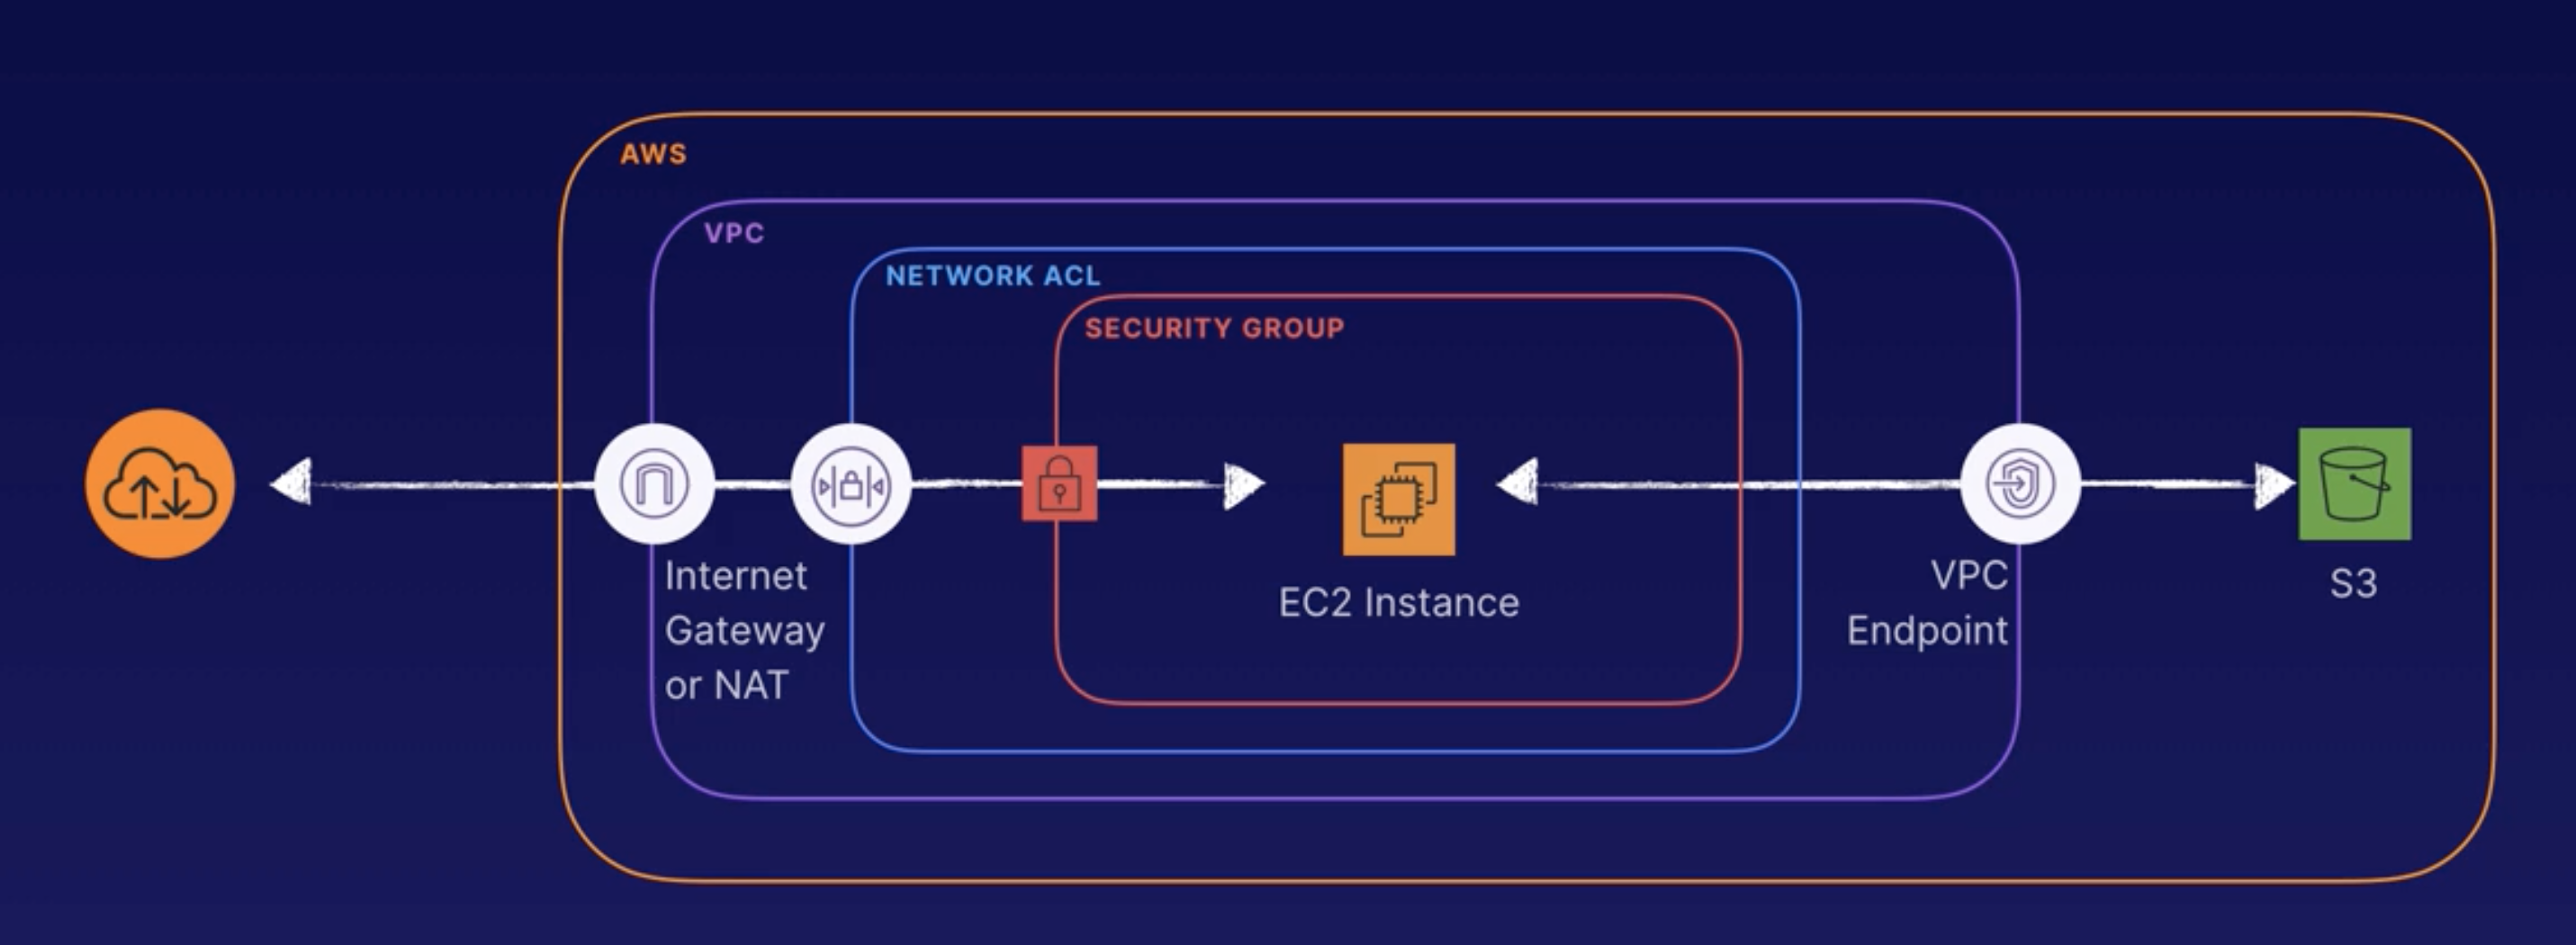 AWS
VPC
NETWORK ACL
SECURITY GROUP
Internet
Gateway
or NAT
EC2 Instance
VPC
Endpoint
S3